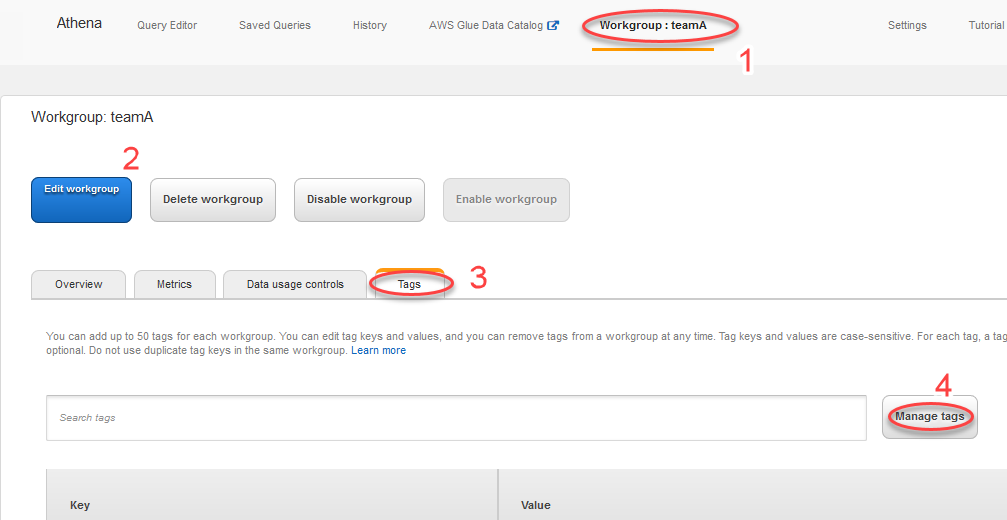 Athena Query Editor Saved Queries History AWS Glue Data Catalog Workgroup : teamA Settings Tutorial
1
Workgroup: teamA
2
Edit workgroup Delete workgroup Disable workgroup Enable workgroup
Overview Metrics Data usage controls Tags 3
You can add up to 50 tags for each workgroup. You can edit tag keys and values, and you can remove tags from a workgroup at any time. Tag keys and values are case-sensitive. For each tag, a tag
optional. Do not use duplicate tag keys in the same workgroup. Learn more
4
Search tags Manage tags
Key Value